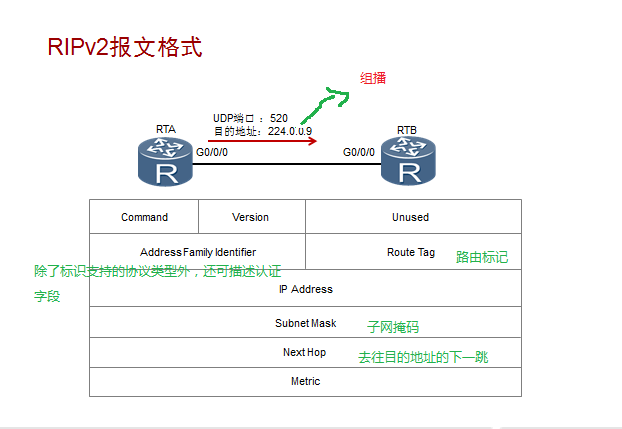 RIPv2报文格式
组播
UDP端口 ：520
目的地址：224.0.0.9
RTA
RTB
G0/0/0
G0/0/0
R
R
Command
Version
Unused
Address Family Identifier
Route Tag
路由标记
除了标识支持的协议类型外，还可描述认证
字段
IP Address
Subnet Mask
子网掩码
Next Hop
去往目的地址的下一跳
Metric